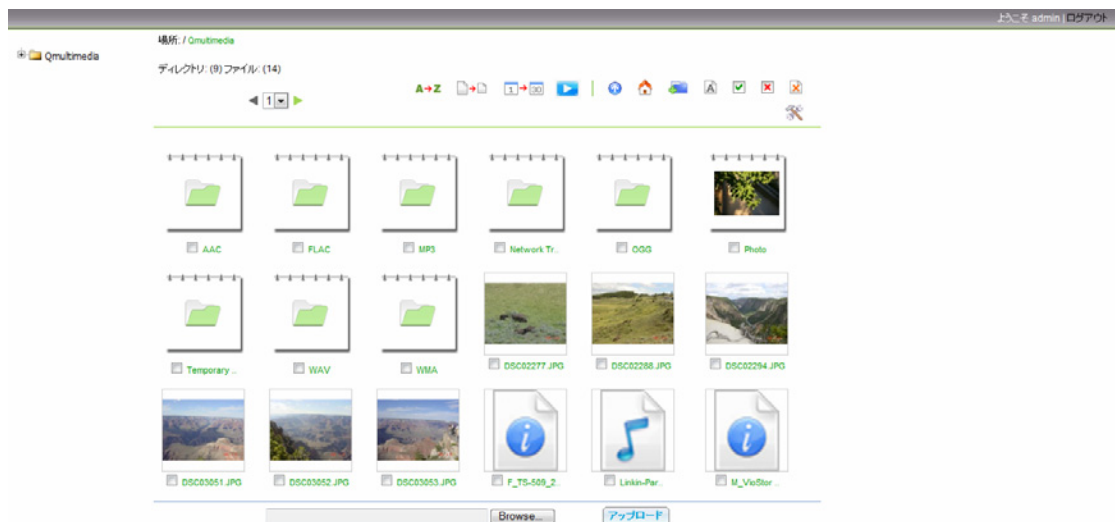 ようこそ admin | ログアウト
Qmultimedia
場所: / Qmultimedia
ディレクトリ: (9) ファイル: (14)
A→Z
1→30
A
1
AAC
FLAC
MP3
Network Tr..
OGG
Photo
Temporary ..
WAV
WMA
DSC02277.JPG
DSC02288.JPG
DSC02294.JPG
DSC03051.JPG
DSC03052.JPG
DSC03053.JPG
F_TS-509_2..
Linkin-Par..
M_VioStor ..
Browse...
アップロード